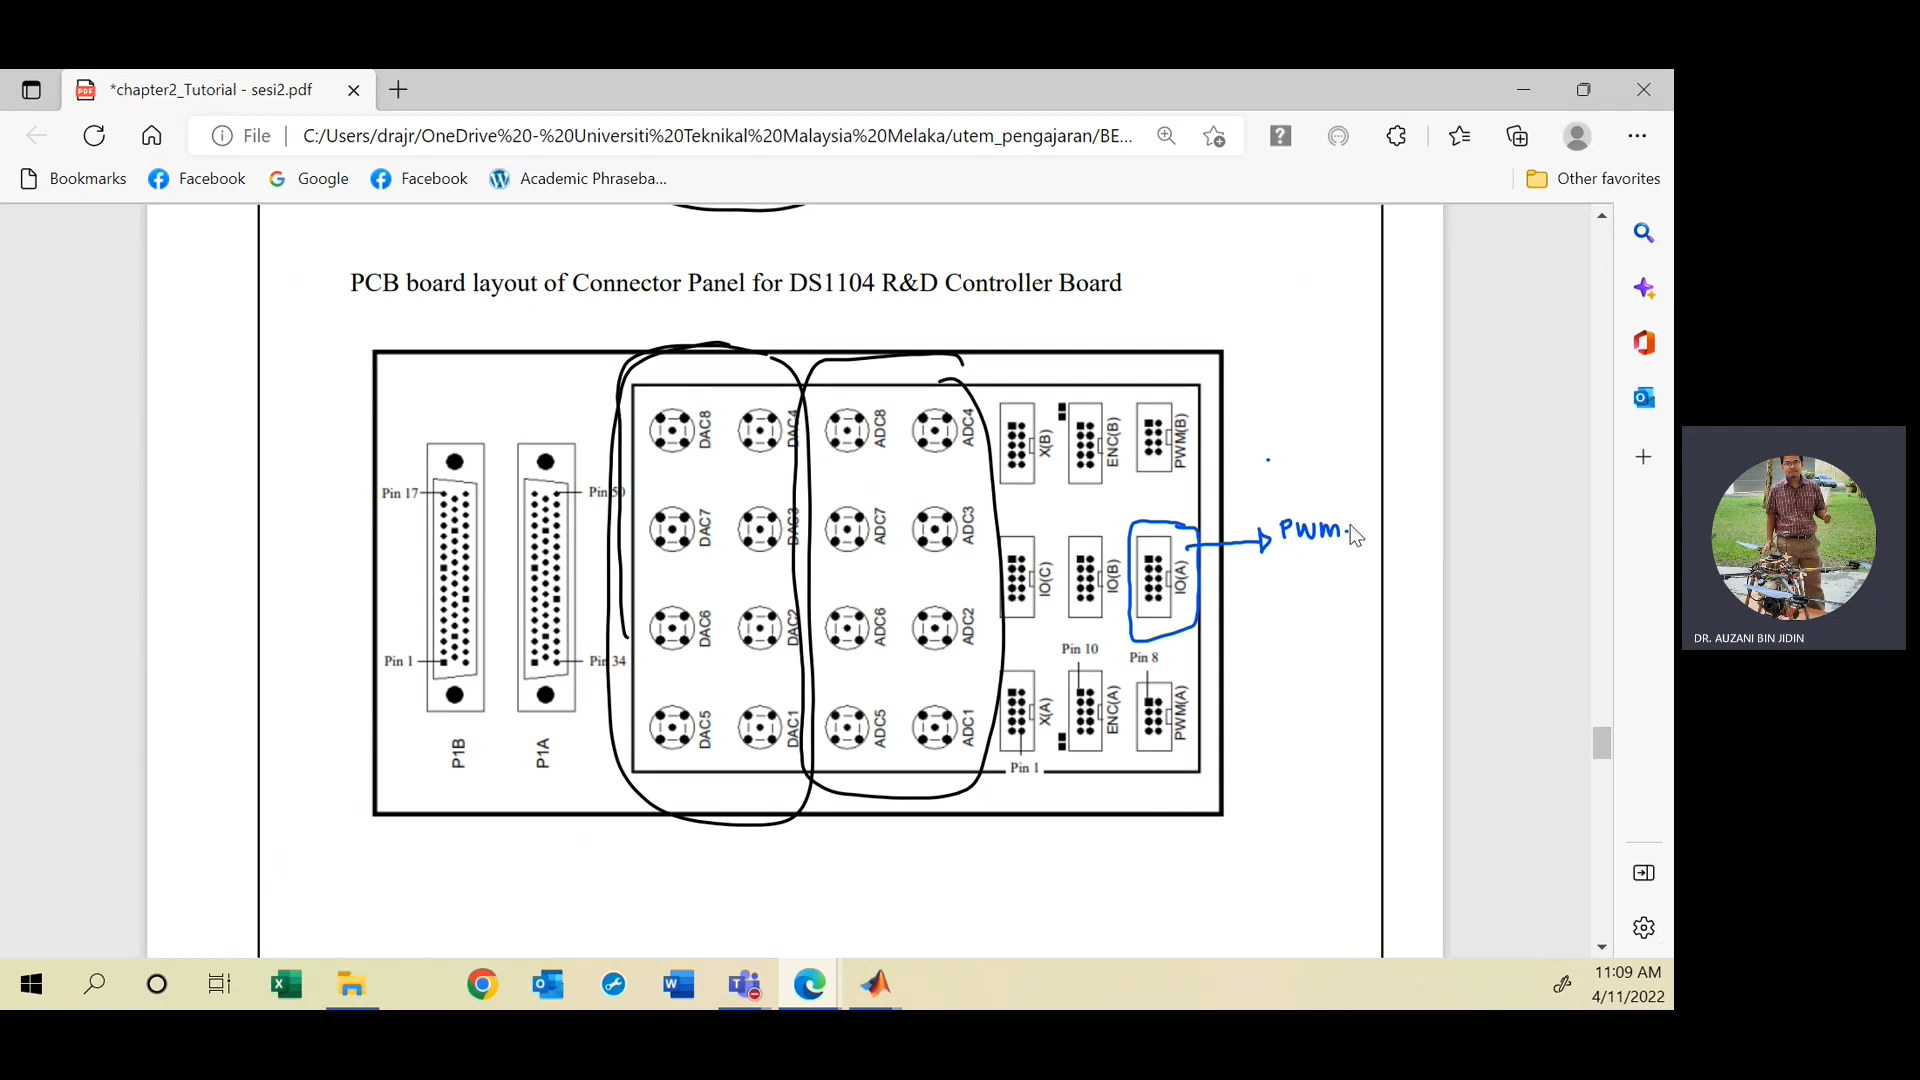 *chapter2_Tutorial - sesi2.pdf
File
C:/Users/drajr/OneDrive%20-%20Universiti%20Teknikal%20Malaysia%20Melaka/utem_pengajaran/BE...
Bookmarks
Facebook
Google
Facebook
Academic Phraseba...
Other favorites
PCB board layout of Connector Panel for DS1104 R&D Controller Board
DAC8
DAC4
ADC8
ADC4
X(B)
ENC(B)
PWM(B)
Pin 17
Pin 50
DAC7
DAC3
ADC7
ADC3
IO(C)
IO(B)
IO(A)
PWM.
Pin 1
Pin 34
DAC6
DAC2
ADC6
ADC2
Pin 10
Pin 8
P1B
P1A
DAC5
DAC1
ADC5
ADC1
X(A)
ENC(A)
PWM(A)
Pin 1
DR. AUZANI BIN JIDIN
11:09 AM
4/11/2022